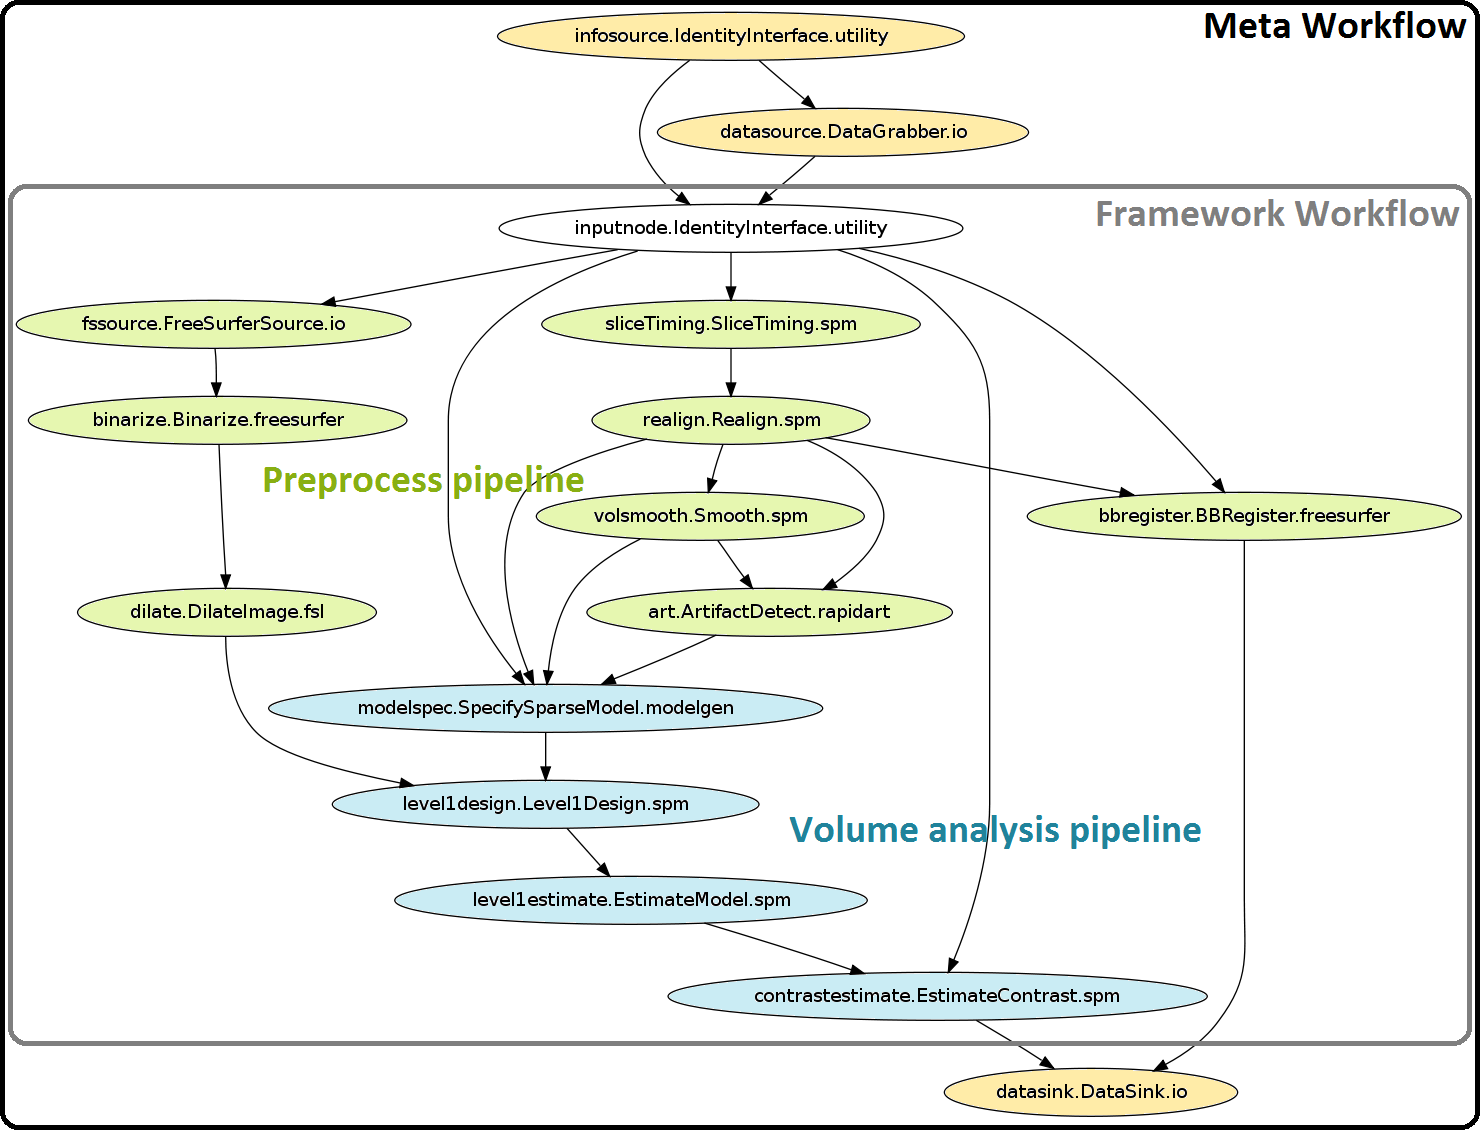 Meta Workflow
infosource.IdentityInterface.utility
datasource.DataGrabber.io
Framework Workflow
inputnode.IdentityInterface.utility
fssource.FreeSurferSource.io
sliceTiming.SliceTiming.spm
binarize.Binarize.freesurfer
realign.Realign.spm
Preprocess pipeline
volsmooth.Smooth.spm
bbregister.BBRegister.freesurfer
dilate.DilateImage.fsl
art.ArtifactDetect.rapidart
modelspec.SpecifySparseModel.modelgen
level1design.Level1Design.spm
Volume analysis pipeline
level1estimate.EstimateModel.spm
contrastestimate.EstimateContrast.spm
datasink.DataSink.io